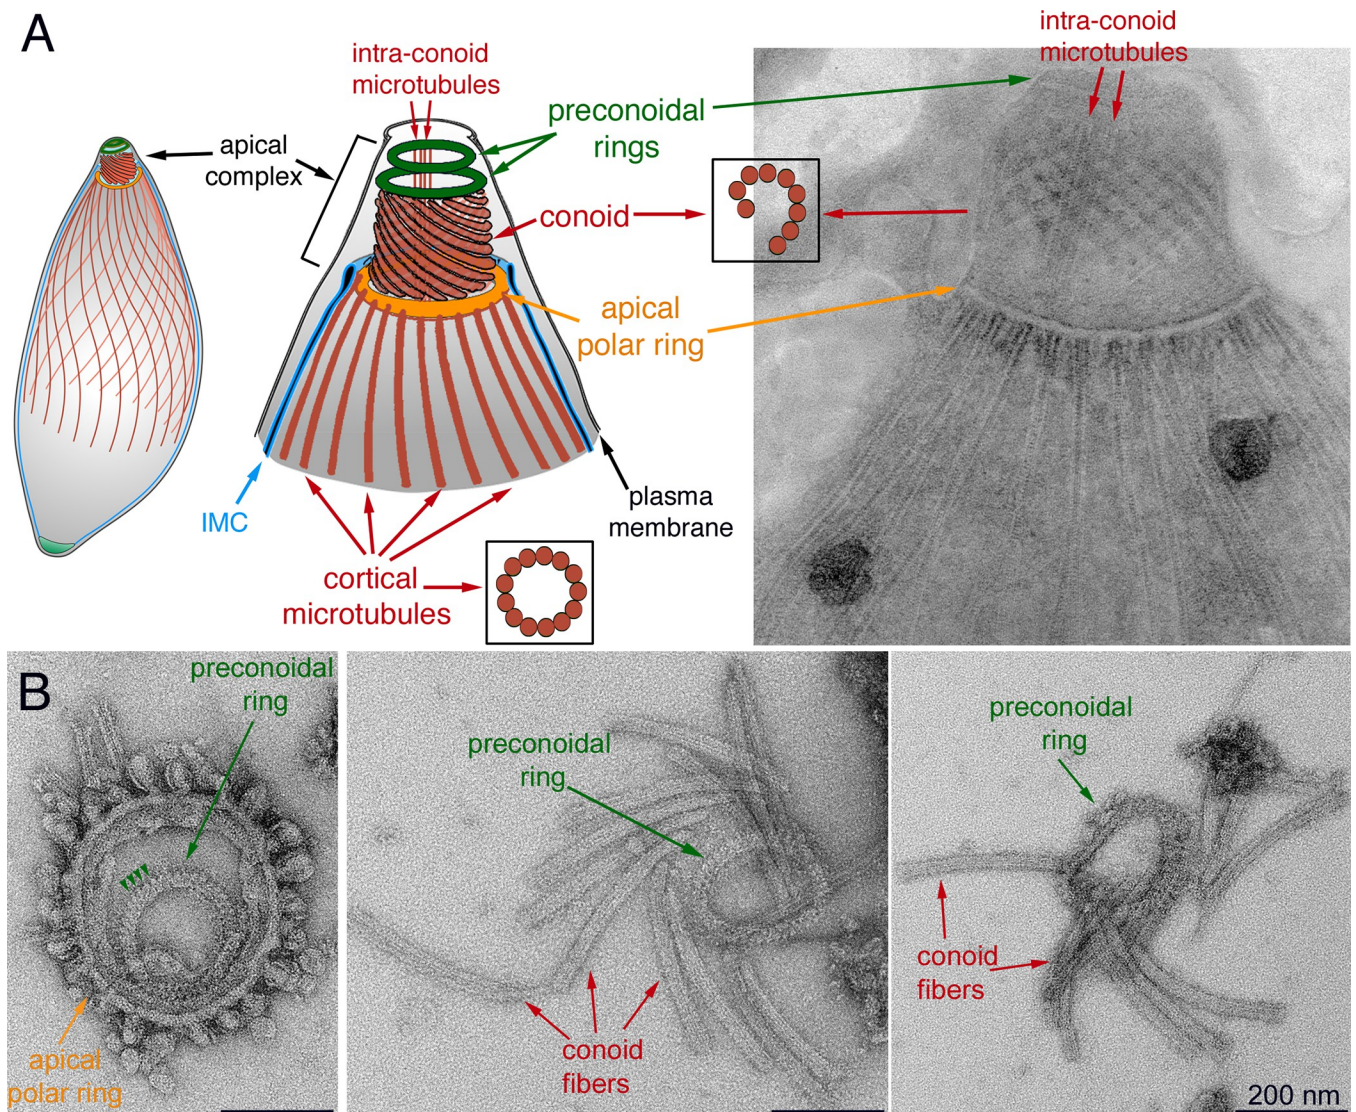 A
intra-conoid
microtubules
intra-conoid
microtubules
preconoidal
rings
apical
complex
conoid
apical
polar ring
IMC
plasma
membrane
cortical
microtubules
B
preconoidal
ring
apical
polar ring
preconoidal
ring
conoid
fibers
preconoidal
ring
conoid
fibers
200 nm